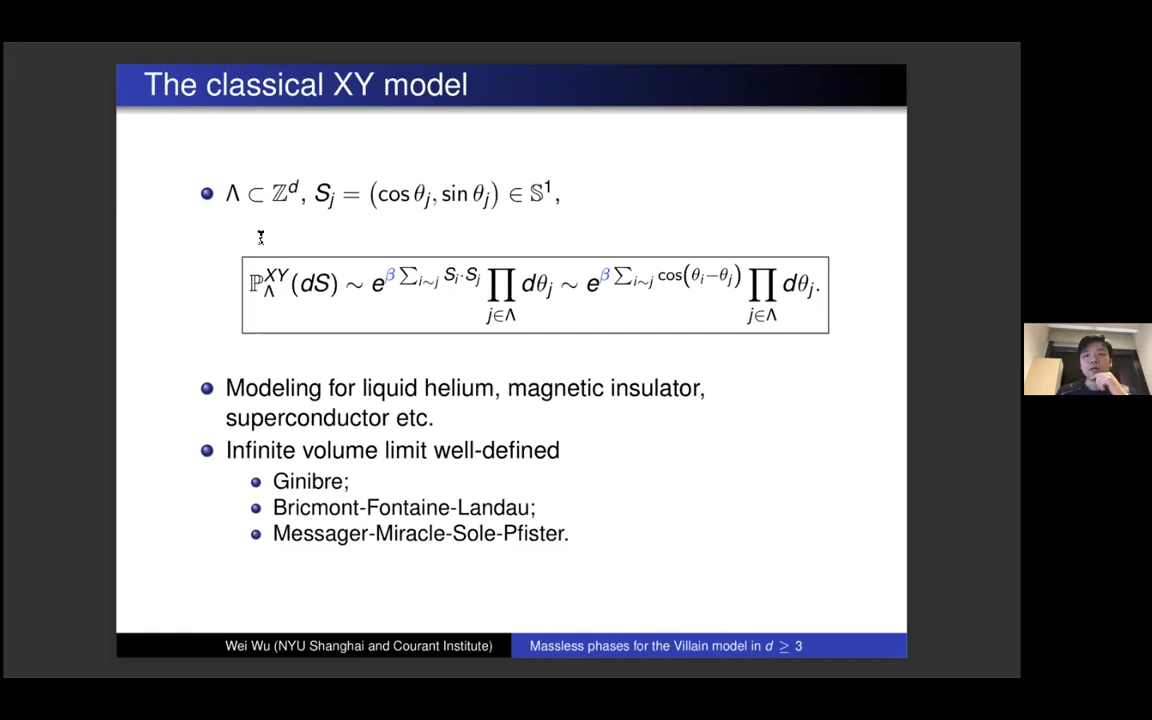 The classical XY model
Λ ⊂ ℤ^d, S_j = (cos θ_j, sin θ_j) ∈ 𝕊^1,
ℙ_Λ^{XY}(dS) ∼ e^{β ∑_{i∼j} S_i·S_j} ∏_{j∈Λ} dθ_j ∼ e^{β ∑_{i∼j} cos(θ_i−θ_j)} ∏_{j∈Λ} dθ_j.
Modeling for liquid helium, magnetic insulator,
superconductor etc.
Infinite volume limit well-defined
Ginibre;
Bricmont-Fontaine-Landau;
Messager-Miracle-Sole-Pfister.
Wei Wu (NYU Shanghai and Courant Institute)
Massless phases for the Villain model in d ≥ 3